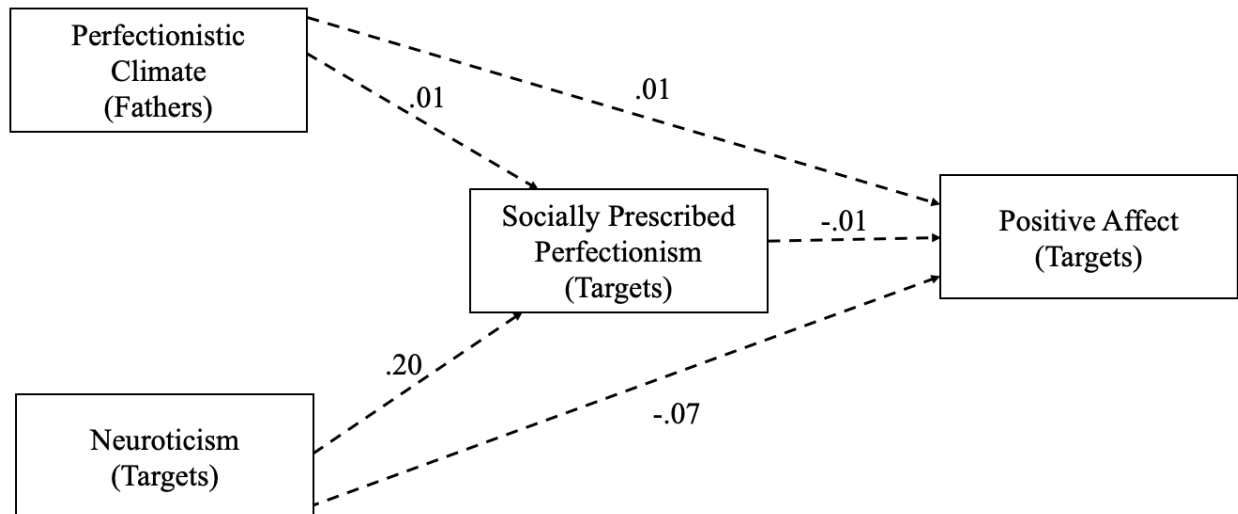 Perfectionistic
Climate
(Fathers)
.01
.01
Socially Prescribed
Perfectionism
(Targets)
-.01
Positive Affect
(Targets)
.20
-.07
Neuroticism
(Targets)